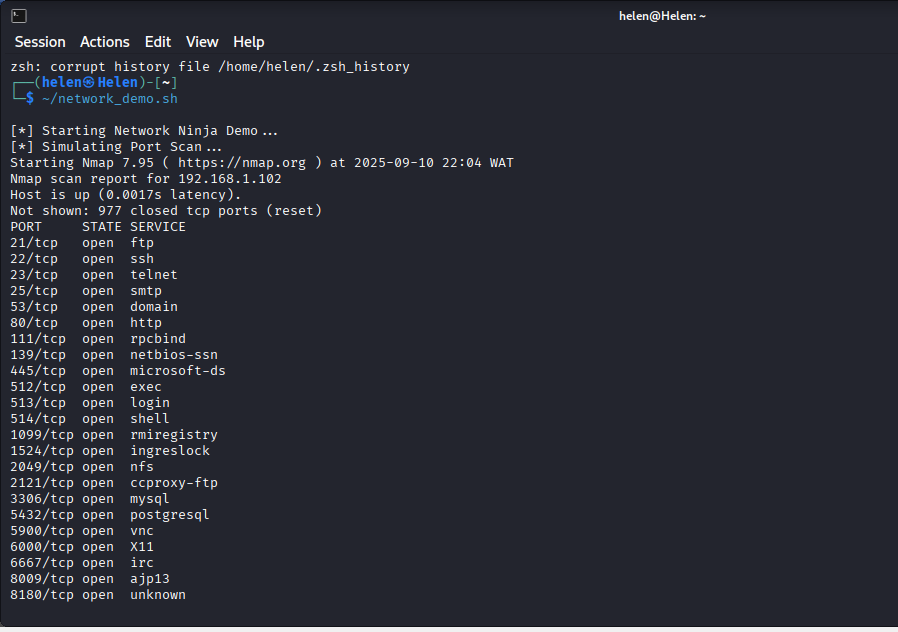 helen@Helen: ~
Session Actions Edit View Help
zsh: corrupt history file /home/helen/.zsh_history
┌──(helen㉿Helen)-[~]
└─$ ~/network_demo.sh
[*] Starting Network Ninja Demo...
[*] Simulating Port Scan...
Starting Nmap 7.95 ( https://nmap.org ) at 2025-09-10 22:04 WAT
Nmap scan report for 192.168.1.102
Host is up (0.0017s latency).
Not shown: 977 closed tcp ports (reset)
PORT     STATE SERVICE
21/tcp   open  ftp
22/tcp   open  ssh
23/tcp   open  telnet
25/tcp   open  smtp
53/tcp   open  domain
80/tcp   open  http
111/tcp  open  rpcbind
139/tcp  open  netbios-ssn
445/tcp  open  microsoft-ds
512/tcp  open  exec
513/tcp  open  login
514/tcp  open  shell
1099/tcp open  rmiregistry
1524/tcp open  ingreslock
2049/tcp open  nfs
2121/tcp open  ccproxy-ftp
3306/tcp open  mysql
5432/tcp open  postgresql
5900/tcp open  vnc
6000/tcp open  X11
6667/tcp open  irc
8009/tcp open  ajp13
8180/tcp open  unknown